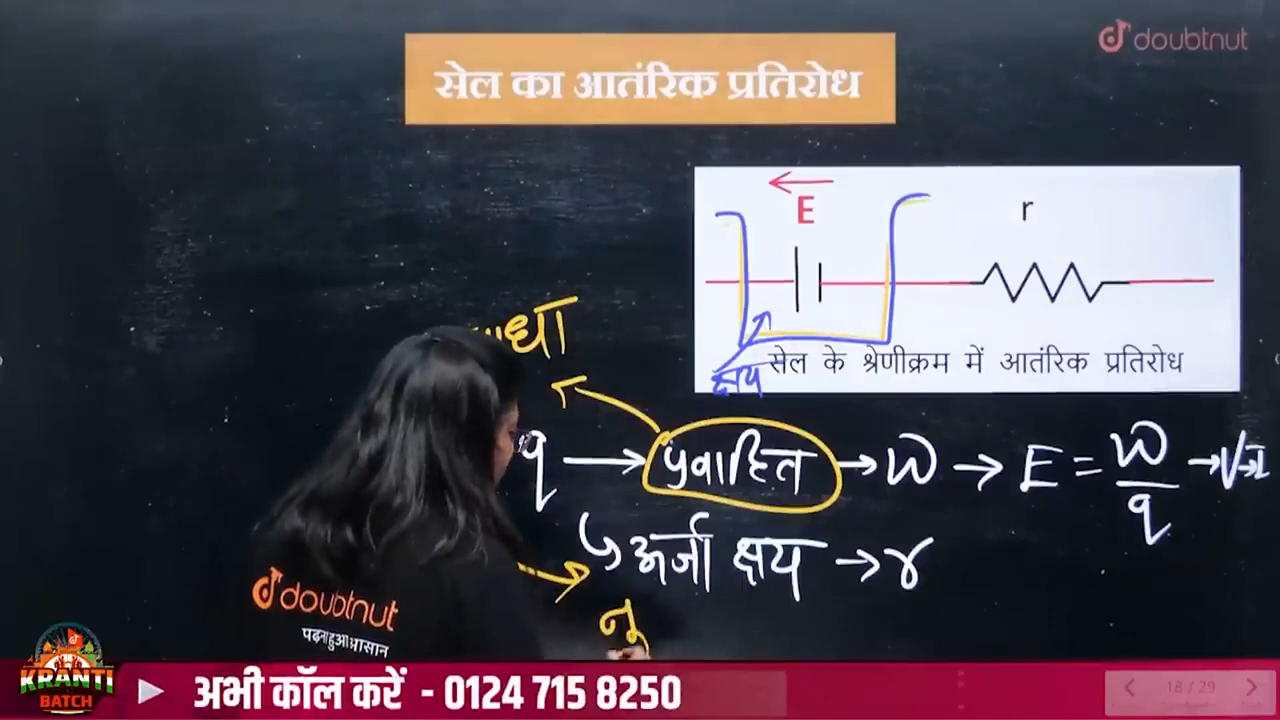 doubtnut
सेल का आतंरिक प्रतिरोध
E
r
सेल के श्रेणीक्रम में आतंरिक प्रतिरोध
क्षय
q → प्रवाहित → W → E = W/q →
ऊर्जा क्षय → r
doubtnut
पढ़ना हुआ आसान
KRANTI
BATCH
अभी कॉल करें - 0124 715 8250
18 / 29